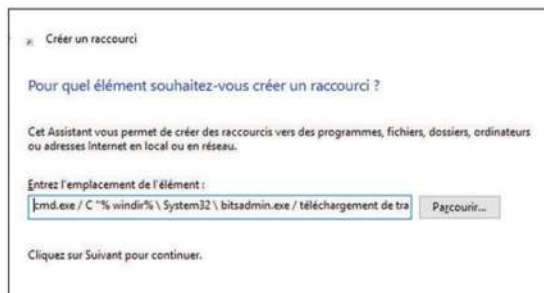 Créer un raccourci
Pour quel élément souhaitez-vous créer un raccourci ?
Cet Assistant vous permet de créer des raccourcis vers des programmes, fichiers, dossiers, ordinateurs
ou adresses Internet en local ou en réseau.
Entrez l'emplacement de l'élément :
cmd.exe / C "% windir% \ System32 \ bitsadmin.exe / téléchargement de tra
Parcourir...
Cliquez sur Suivant pour continuer.